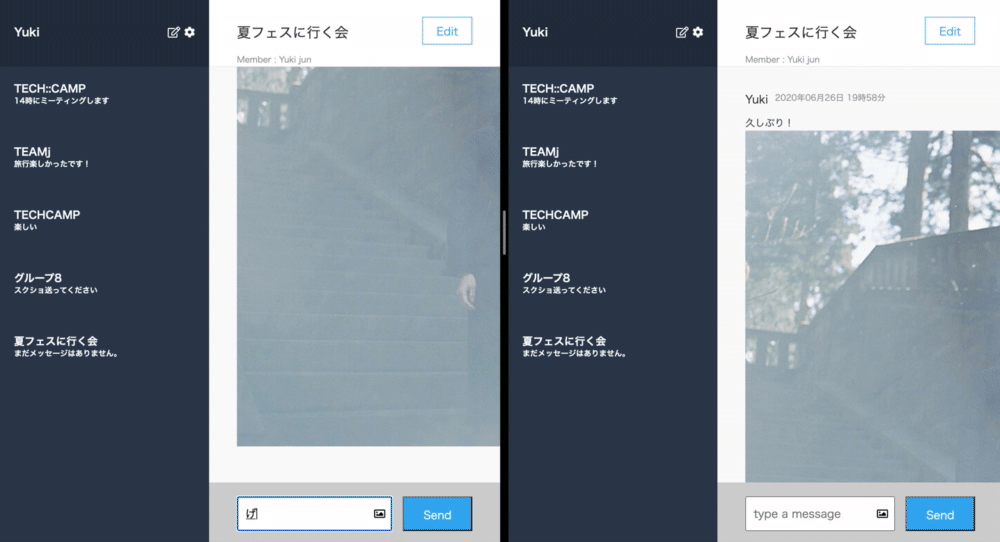 Yuki
TECH::CAMP
14時にミーティングします
TEAMj
旅行楽しかったです！
TECHCAMP
楽しい
グループ8
スクショ送ってください
夏フェスに行く会
まだメッセージはありません。
夏フェスに行く会
Edit
Member : Yuki jun
げ
Send
Yuki
TECH::CAMP
14時にミーティングします
TEAMj
旅行楽しかったです！
TECHCAMP
楽しい
グループ8
スクショ送ってください
夏フェスに行く会
まだメッセージはありません。
夏フェスに行く会
Edit
Member : Yuki jun
Yuki 2020年06月26日 19時58分
久しぶり！
type a message
Send